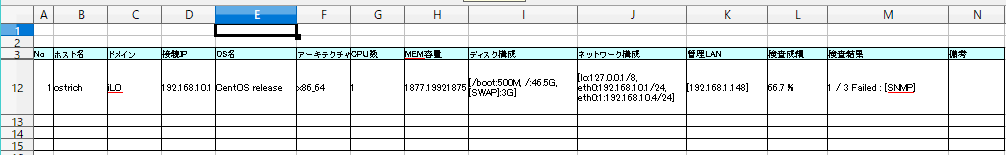 A B C D E F G H I J K L M N
1
2
3 No ホスト名 ドメイン 接続IP OS名 アーキテクチャ CPU数 MEM容量 ディスク構成 ネットワーク構成 管理LAN 検査成績 検査結果 備考
[lo:127.0.0.1/8,
[/boot:500M, /:46.5G, eth0:192.168.10.1/24,
12 1 ostrich iLO 192.168.10.1 CentOS release x86_64 1 1877.19921875 [SWAP]:3G] eth0:1:192.168.10.4/24] [192.168.1.148] 66.7 % 1 / 3 Failed : [SNMP]
13
14
15